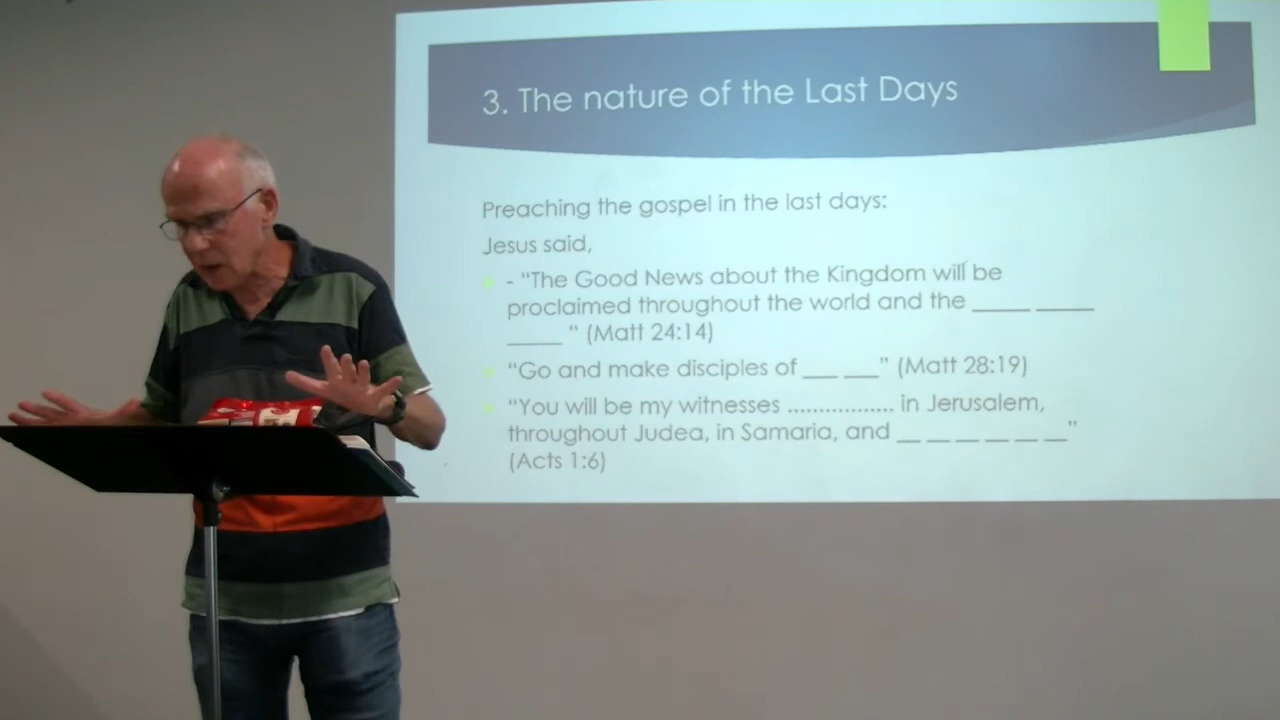 3. The nature of the Last Days
Preaching the gospel in the last days:
Jesus said,
- “The Good News about the Kingdom will be
proclaimed throughout the world and the _____ _____
_____ ” (Matt 24:14)
“Go and make disciples of ___ ___” (Matt 28:19)
“You will be my witnesses ................. in Jerusalem,
throughout Judea, in Samaria, and __ __ __ __ __ __”
(Acts 1:6)